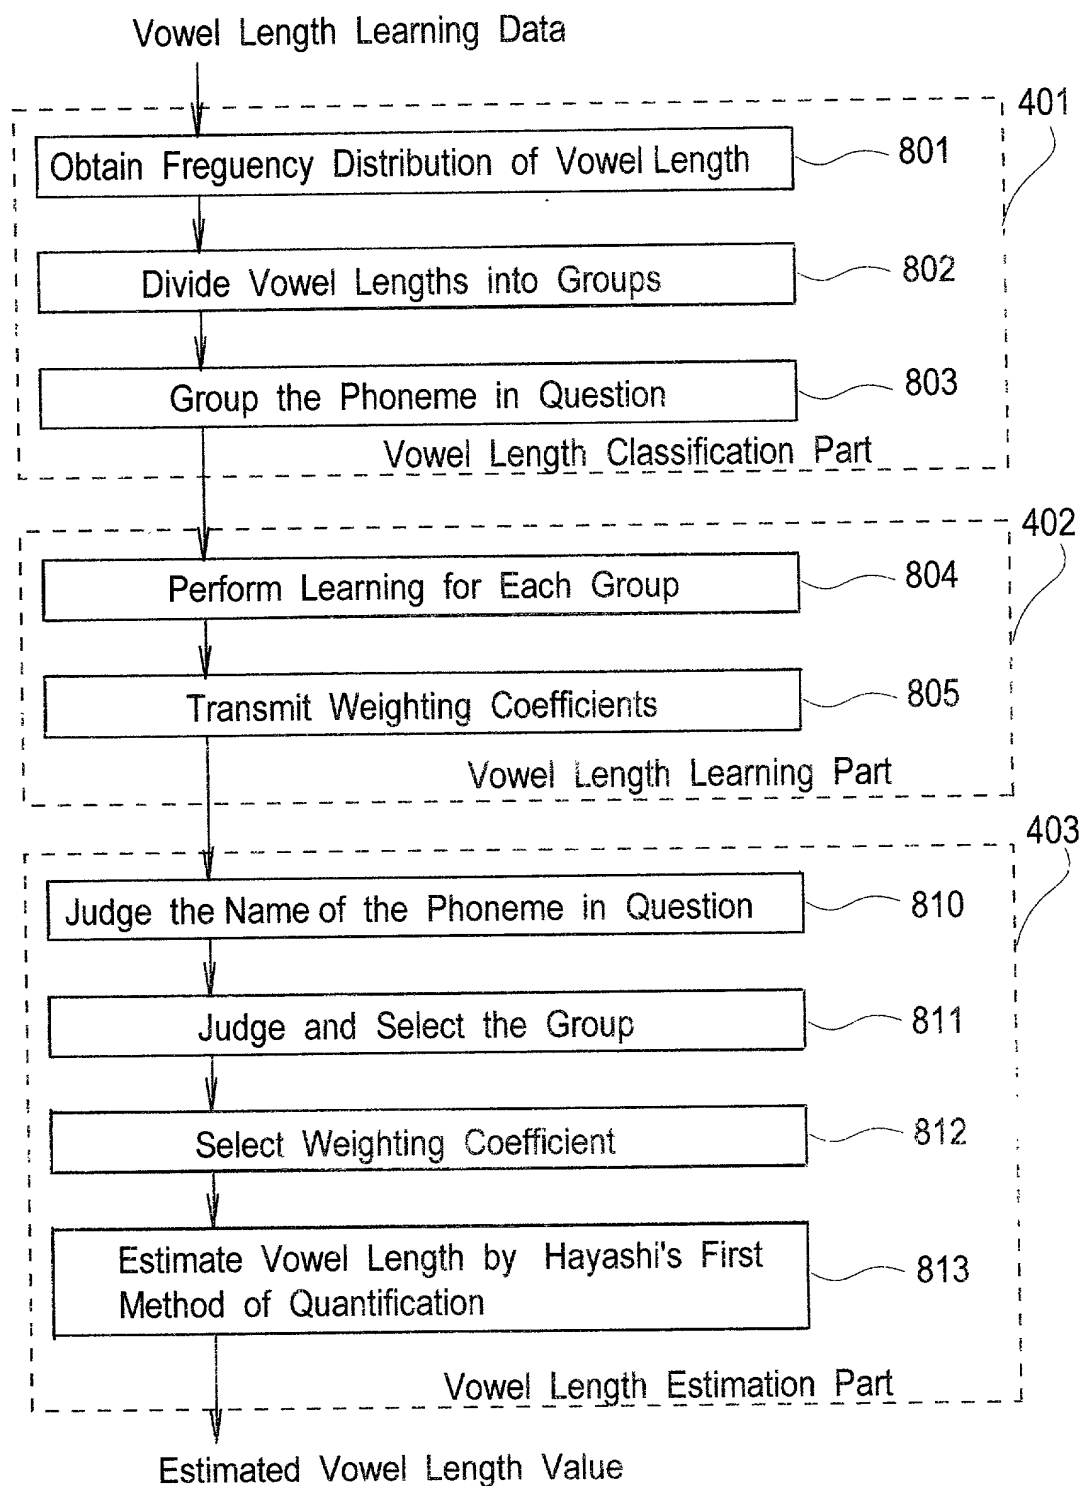 Vowel Length Learning Data
401
Obtain Freguency Distribution of Vowel Length
801
Divide Vowel Lengths into Groups
802
Group the Phoneme in Question
803
Vowel Length Classification Part
402
Perform Learning for Each Group
804
Transmit Weighting Coefficients
805
Vowel Length Learning Part
403
Judge the Name of the Phoneme in Question
810
Judge and Select the Group
811
Select Weighting Coefficient
812
Estimate Vowel Length by Hayashi's First
Method of Quantification
813
Vowel Length Estimation Part
Estimated Vowel Length Value